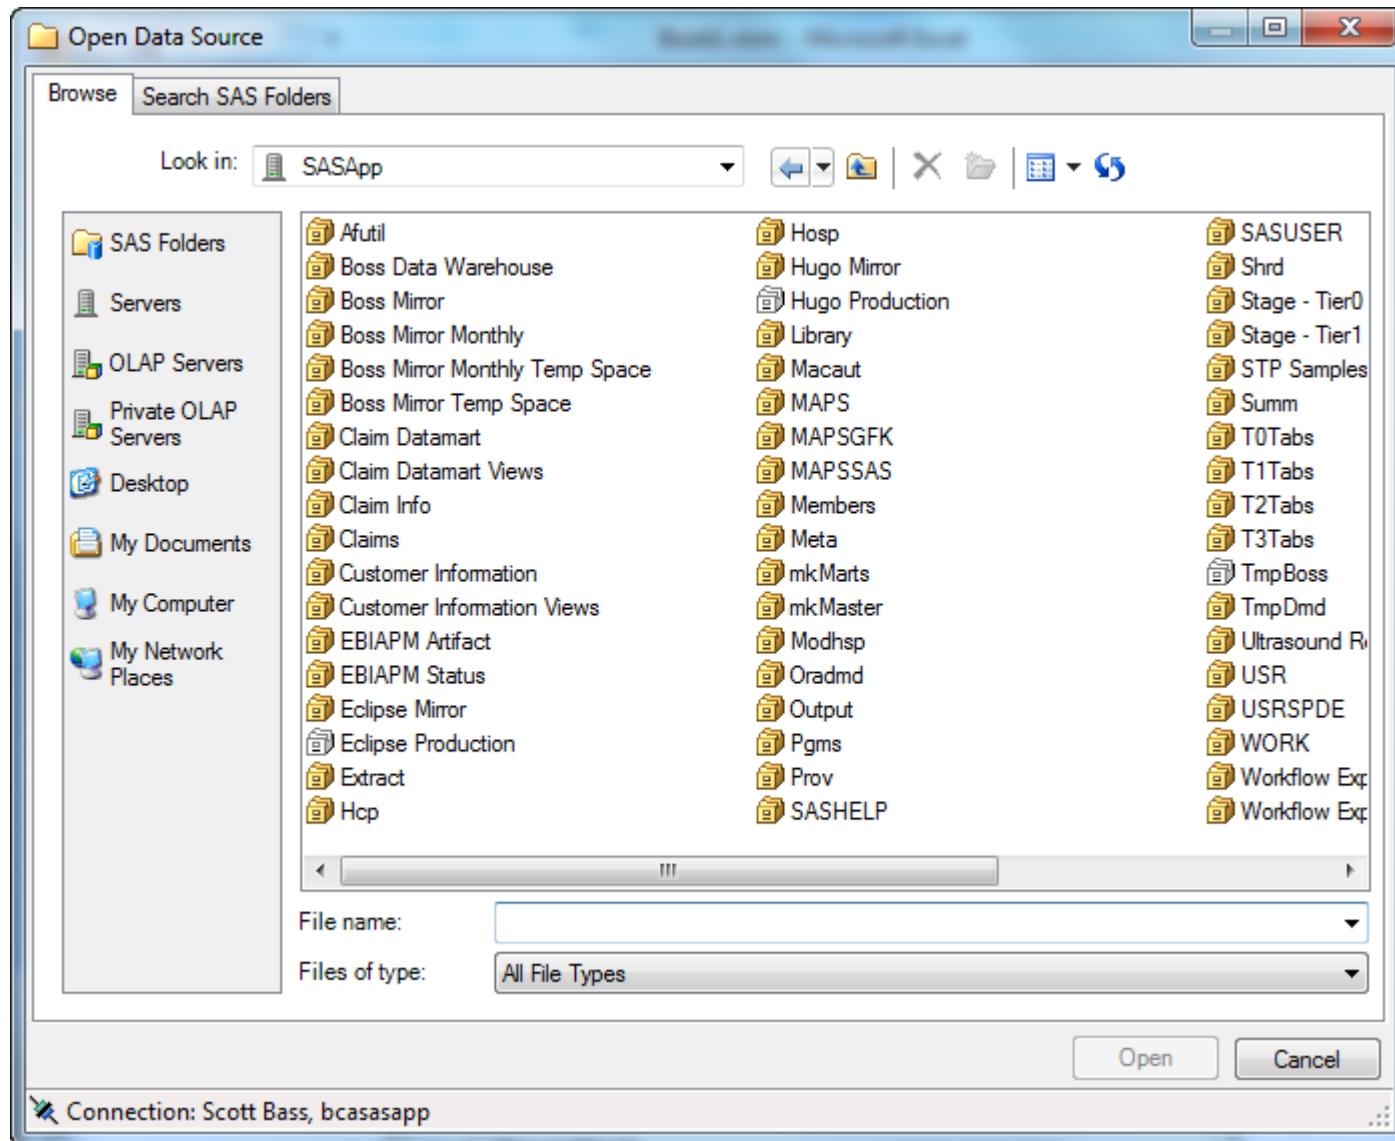 Open Data Source
Browse
Search SAS Folders
Look in:
SASApp
SAS Folders
Servers
OLAP Servers
Private OLAP
Servers
Desktop
My Documents
My Computer
My Network
Places
Afutil
Boss Data Warehouse
Boss Mirror
Boss Mirror Monthly
Boss Mirror Monthly Temp Space
Boss Mirror Temp Space
Claim Datamart
Claim Datamart Views
Claim Info
Claims
Customer Information
Customer Information Views
EBIAPM Artifact
EBIAPM Status
Eclipse Mirror
Eclipse Production
Extract
Hcp
Hosp
Hugo Mirror
Hugo Production
Library
Macaut
MAPS
MAPSGFK
MAPSSAS
Members
Meta
mkMarts
mkMaster
Modhsp
Oradmd
Output
Pgms
Prov
SASHELP
SASUSER
Shrd
Stage - Tier0
Stage - Tier1
STP Samples
Summ
T0Tabs
T1Tabs
T2Tabs
T3Tabs
TmpBoss
TmpDmd
Ultrasound
USR
USRSPDE
WORK
Workflow
Workflow
File name:
Files of type:
All File Types
Open
Cancel
Connection: Scott Bass, bcasasapp